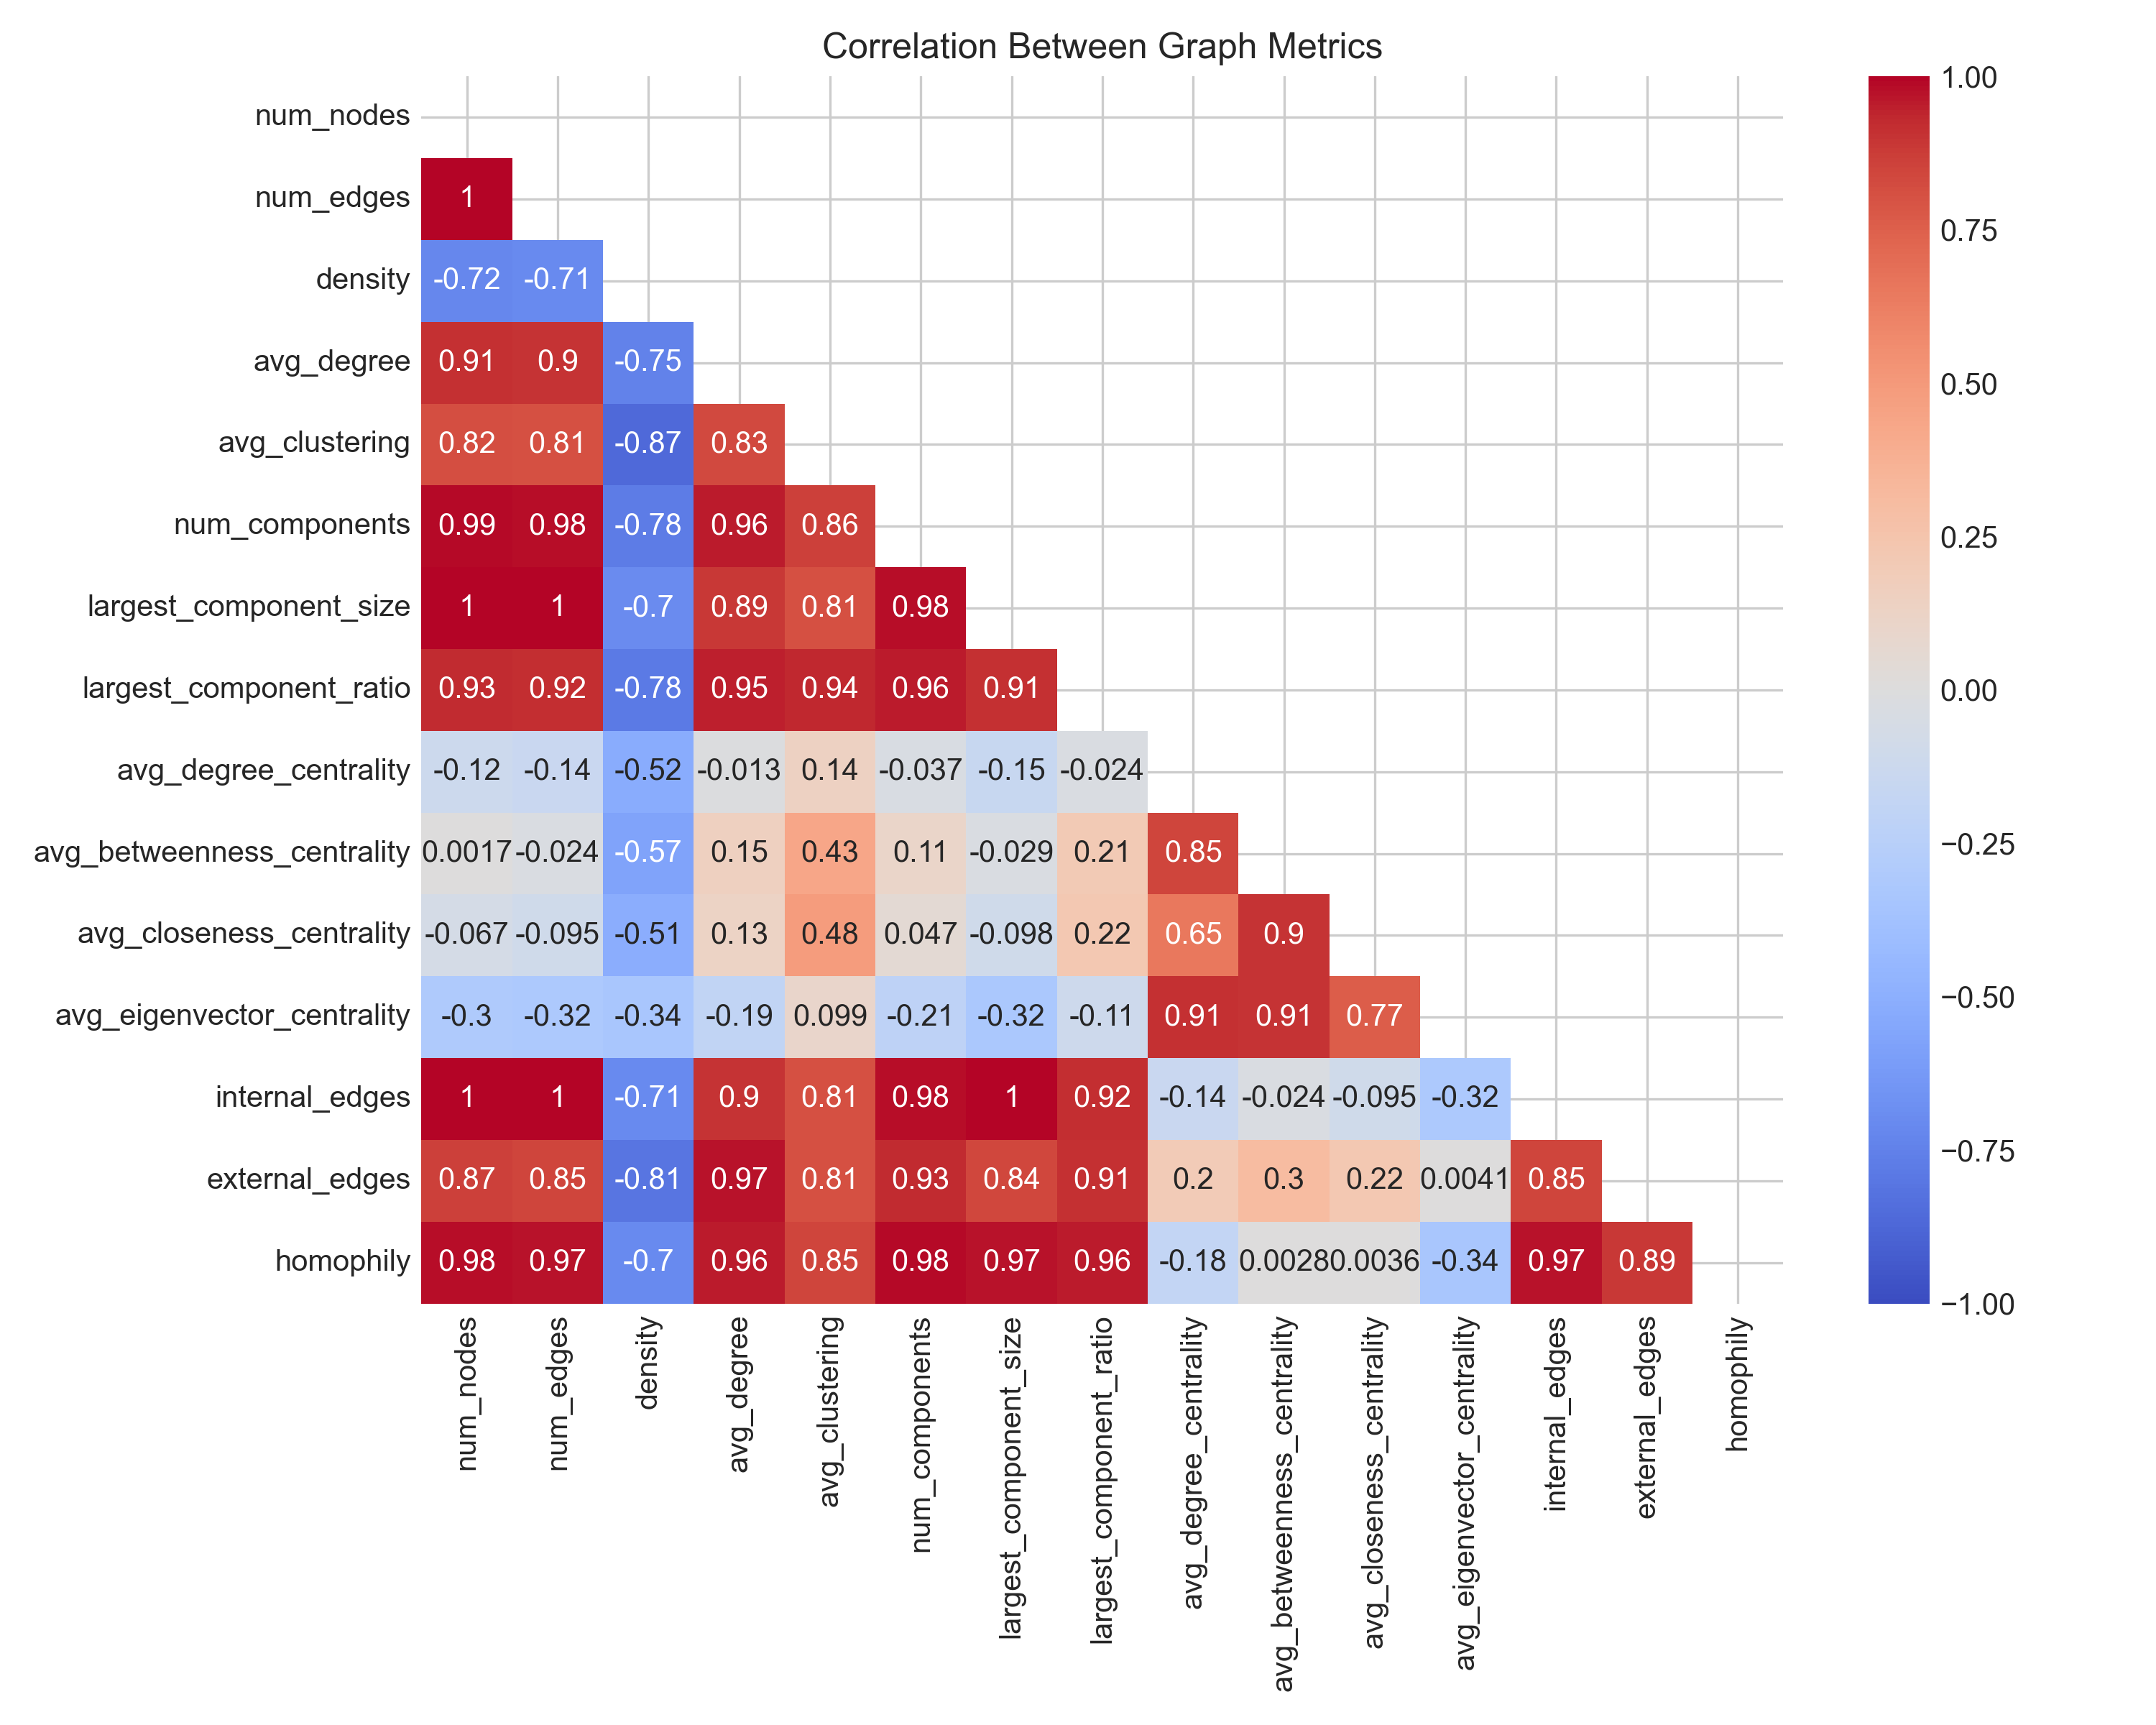 Correlation Between Graph Metrics
num_nodes
num_edges 1
density -0.72 -0.71
avg_degree 0.91 0.9 -0.75
avg_clustering 0.82 0.81 -0.87 0.83
num_components 0.99 0.98 -0.78 0.96 0.86
largest_component_size 1 1 -0.7 0.89 0.81 0.98
largest_component_ratio 0.93 0.92 -0.78 0.95 0.94 0.96 0.91
avg_degree_centrality -0.12 -0.14 -0.52 -0.013 0.14 -0.037 -0.15 -0.024
avg_betweenness_centrality 0.0017 -0.024 -0.57 0.15 0.43 0.11 -0.029 0.21 0.85
avg_closeness_centrality -0.067 -0.095 -0.51 0.13 0.48 0.047 -0.098 0.22 0.65 0.9
avg_eigenvector_centrality -0.3 -0.32 -0.34 -0.19 0.099 -0.21 -0.32 -0.11 0.91 0.91 0.77
internal_edges 1 1 -0.71 0.9 0.81 0.98 1 0.92 -0.14 -0.024 -0.095 -0.32
external_edges 0.87 0.85 -0.81 0.97 0.81 0.93 0.84 0.91 0.2 0.3 0.22 0.0041 0.85
homophily 0.98 0.97 -0.7 0.96 0.85 0.98 0.97 0.96 -0.18 0.0028 0.0036 -0.34 0.97 0.89
num_nodes
num_edges
density
avg_degree
avg_clustering
num_components
largest_component_size
largest_component_ratio
avg_degree_centrality
avg_betweenness_centrality
avg_closeness_centrality
avg_eigenvector_centrality
internal_edges
external_edges
homophily
1.00
0.75
0.50
0.25
0.00
−0.25
−0.50
−0.75
−1.00